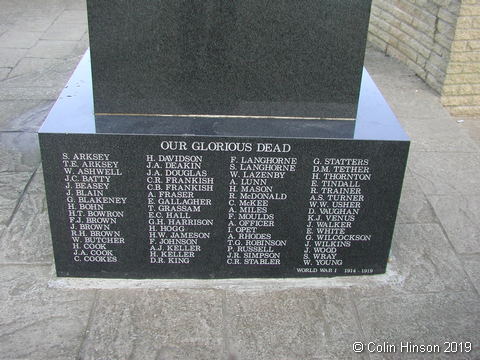 OUR GLORIOUS DEAD
S. ARKSEY
T.E. ARKSEY
W. ASHWELL
J.C. BATTY
J. BEASEY
J. BLAIN
G. BLAKENEY
H. BOHN
H.T. BOWRON
F.J. BROWN
J. BROWN
R.H. BROWN
W. BUTCHER
H. COOK
J.A. COOK
C. COOKES
H. DAVIDSON
J.A. DEAKIN
J.A. DOUGLAS
C.R. FRANKISH
C.B. FRANKISH
A. FRASER
E. GALLAGHER
T. GRASSAM
E.C. HALL
G.H. HARRISON
H. HOGG
H.W. JAMESON
F. JOHNSON
A.J. KELLER
H. KELLER
D.R. KING
F. LANGHORNE
S. LANGHORNE
W. LAZENBY
A. LUNN
H. MASON
R. McDONALD
C. McKEE
A. MILES
F. MOULDS
A. OFFICER
I. OPET
A. RHODES
T.G. ROBINSON
P. RUSSELL
J.R. SIMPSON
C.R. STABLER
G. STATTERS
D.M. TETHER
H. THORNTON
E. TINDALL
R. TRAINER
A.S. TURNER
W.W. USHER
D. VAUGHAN
K.J. VENUS
J. WALKER
E. WHITE
G. WILCOCKSON
J. WILKINS
J. WOOD
S. WRAY
W. YOUNG
WORLD WAR I 1914 - 1919
© Colin Hinson 2019